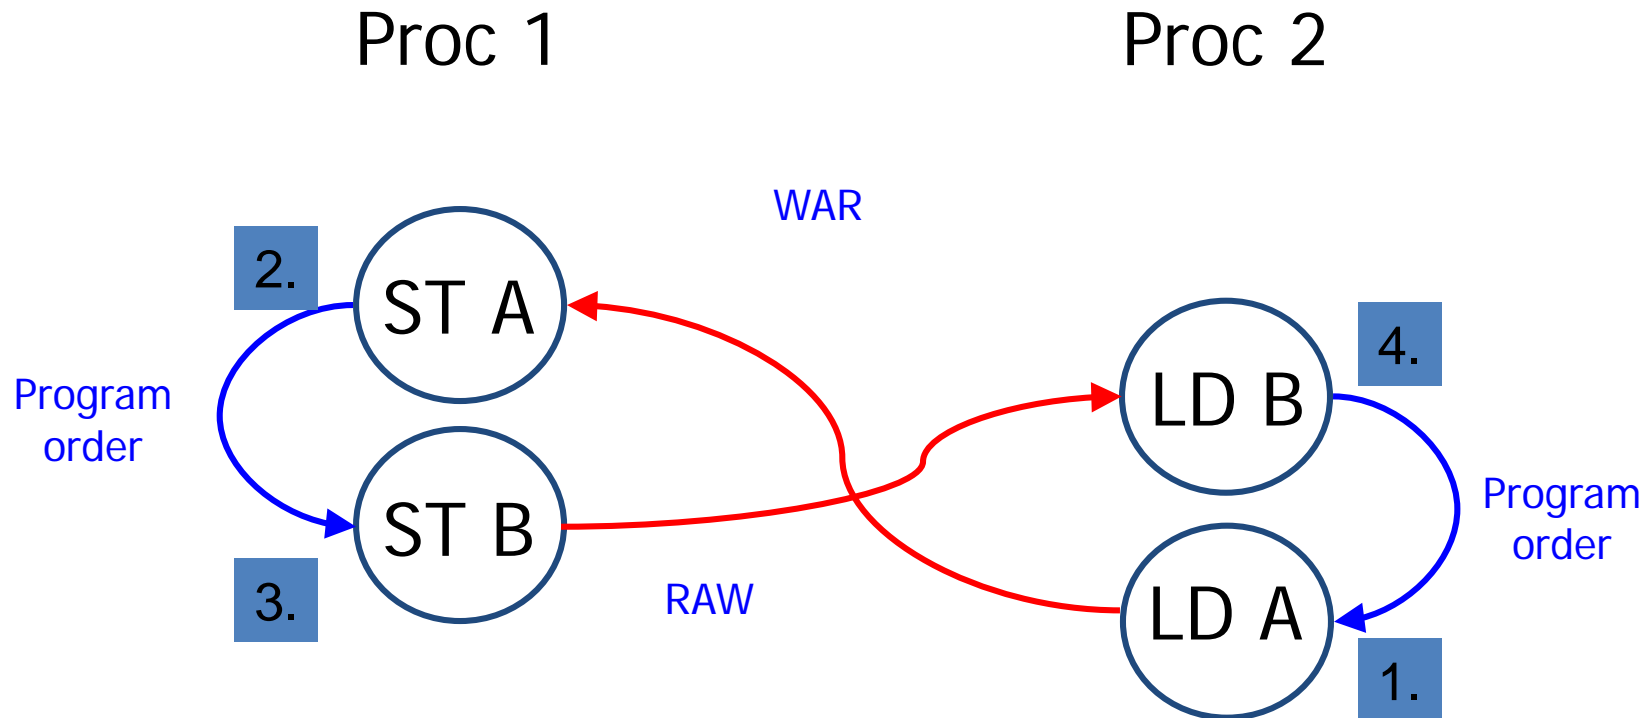 Proc 1
Proc 2
WAR
2.
ST A
4.
LD B
Program
order
ST B
Program
order
3.
RAW
LD A
1.